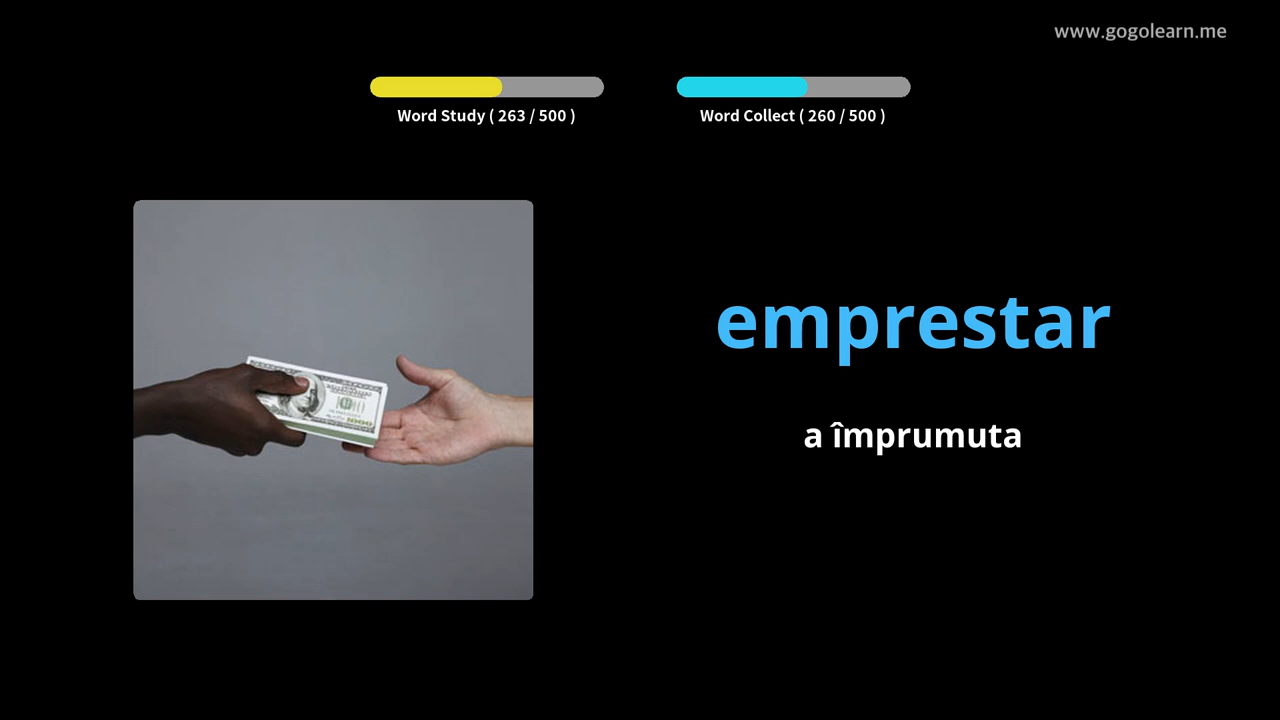 www.gogolearn.me
Word Study ( 263 / 500 )
Word Collect ( 260 / 500 )
emprestar
a împrumuta